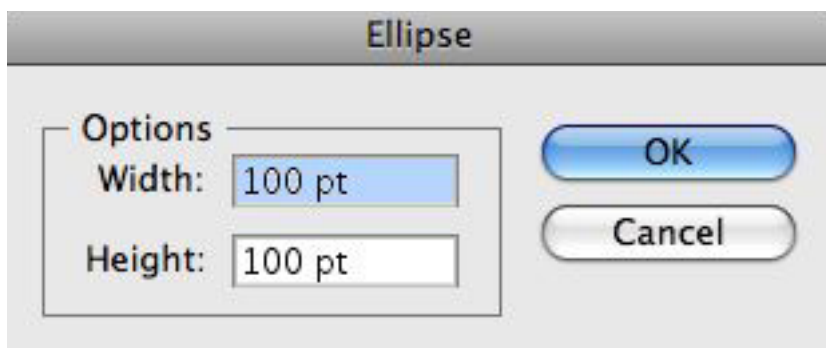 Ellipse
Options
Width: 100 pt
Height: 100 pt
OK
Cancel